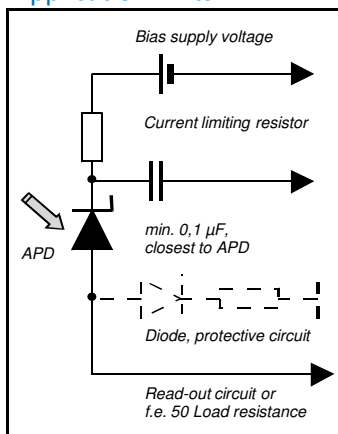 Bias supply voltage
Current limiting resistor
min. 0,1 µF,
closest to APD
APD
Diode, protective circuit
Read-out circuit or
f.e. 50 Load resistance